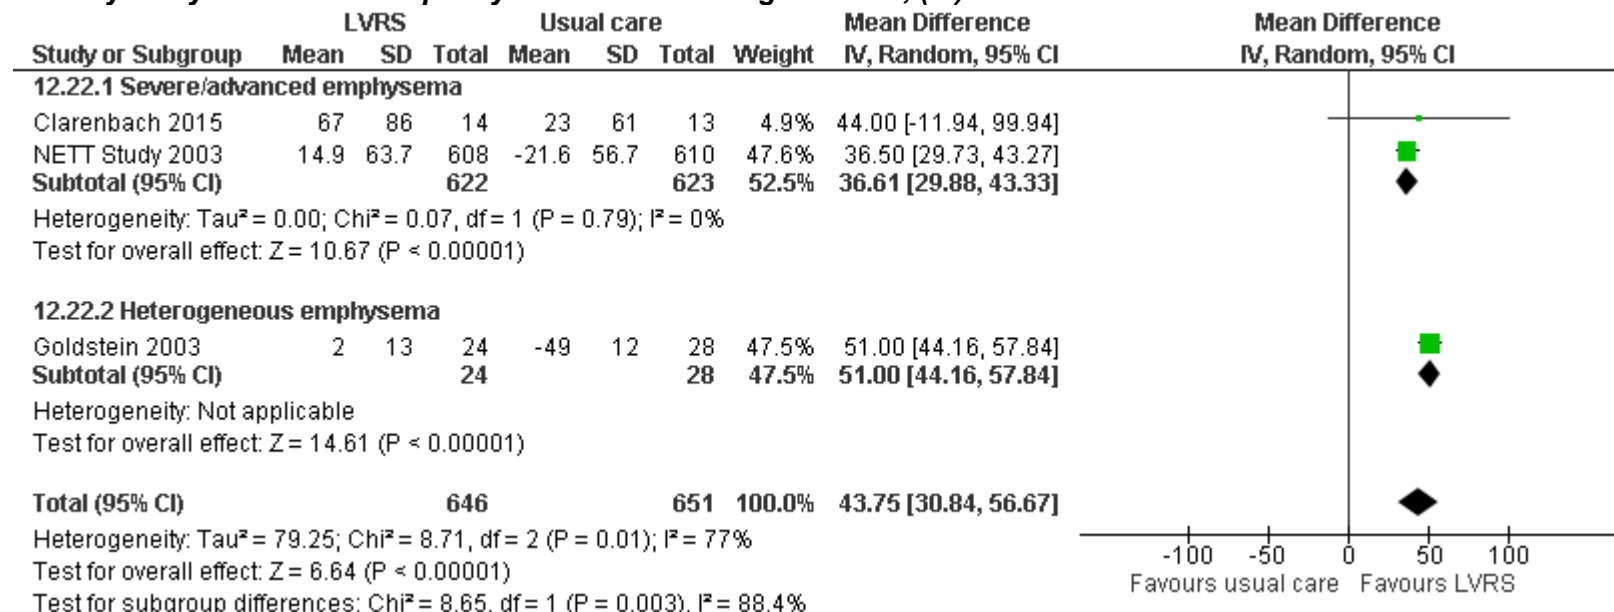 LVRS Usual care Mean Difference Mean Difference
Study or Subgroup Mean SD Total Mean SD Total Weight IV, Random, 95% CI IV, Random, 95% CI
12.22.1 Severe/advanced emphysema
Clarenbach 2015 67 86 14 23 61 13 4.9% 44.00 [-11.94, 99.94]
NETT Study 2003 14.9 63.7 608 -21.6 56.7 610 47.6% 36.50 [29.73, 43.27]
Subtotal (95% CI) 622 623 52.5% 36.61 [29.88, 43.33]
Heterogeneity: Tau² = 0.00; Chi² = 0.07, df = 1 (P = 0.79); I² = 0%
Test for overall effect: Z = 10.67 (P < 0.00001)
12.22.2 Heterogeneous emphysema
Goldstein 2003 2 13 24 -49 12 28 47.5% 51.00 [44.16, 57.84]
Subtotal (95% CI) 24 28 47.5% 51.00 [44.16, 57.84]
Heterogeneity: Not applicable
Test for overall effect: Z = 14.61 (P < 0.00001)
Total (95% CI) 646 651 100.0% 43.75 [30.84, 56.67]
Heterogeneity: Tau² = 79.25; Chi² = 8.71, df = 2 (P = 0.01); I² = 77%
Test for overall effect: Z = 6.64 (P < 0.00001)
Test for subgroup differences: Chi² = 8.65, df = 1 (P = 0.003), I² = 88.4%
-100 -50 0 50 100
Favours usual care Favours LVRS